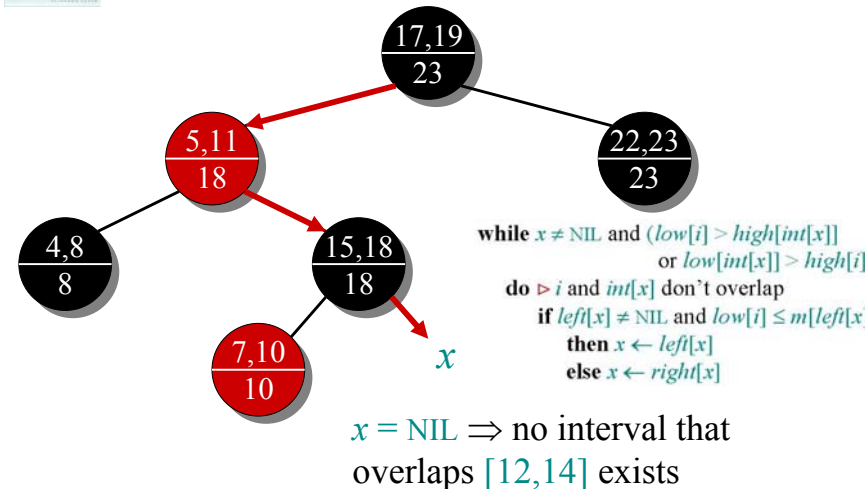 17,19
23
5,11
18
22,23
23
4,8
8
15,18
18
7,10
10
x
while x ≠ NIL and (low[i] > high[int[x]]
or low[int[x]] > high[i]
do ▷ i and int[x] don’t overlap
if left[x] ≠ NIL and low[i] ≤ m[left[x]
then x ← left[x]
else x ← right[x]
x = NIL ⇒ no interval that
overlaps [12,14] exists